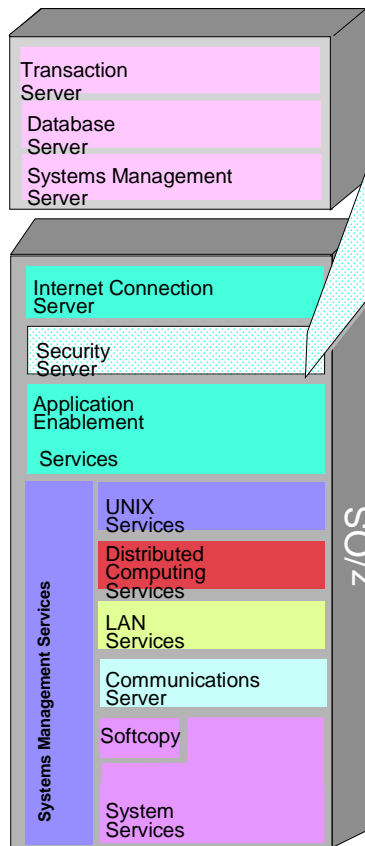 Transaction
Server
Database
Server
Systems Management
Server
Internet Connection
Server
Security
Server
Application
Enablement
Services
Systems Management Services
UNIX
Services
Distributed
Computing
Services
LAN
Services
Communications
Server
Softcopy
System
Services
z/OS